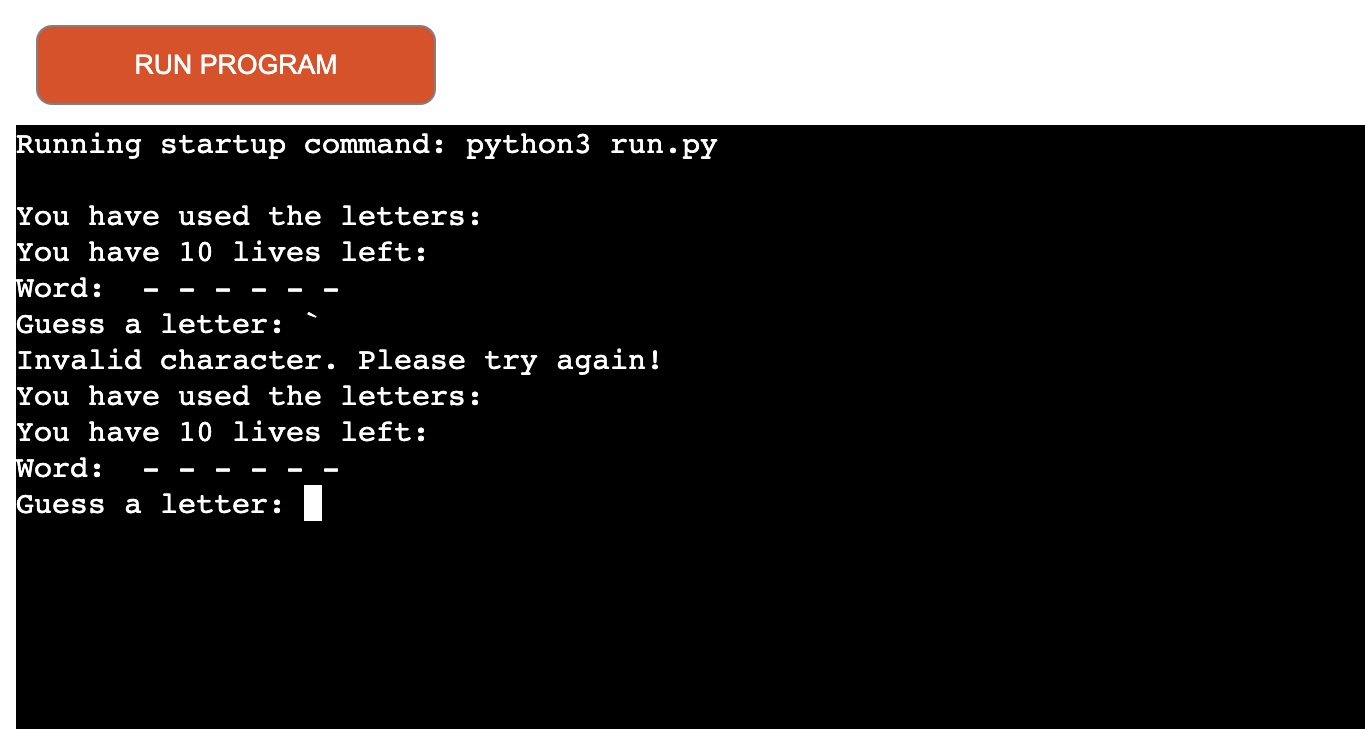 RUN PROGRAM
Running startup command: python3 run.py
You have used the letters:
You have 10 lives left:
Word:  - - - - - -
Guess a letter: `
Invalid character. Please try again!
You have used the letters:
You have 10 lives left:
Word:  - - - - - -
Guess a letter: